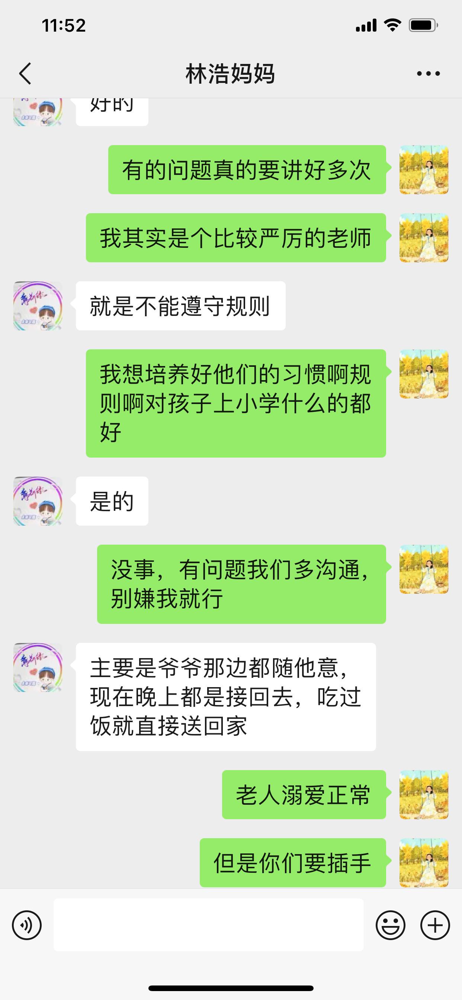 11:52
林浩妈妈
好的
有的问题真的要讲好多次
我其实是个比较严厉的老师
就是不能遵守规则
我想培养好他们的习惯啊规
则啊对孩子上小学什么的都
好
是的
没事，有问题我们多沟通，
别嫌我就行
主要是爷爷那边都随他意，
现在晚上都是接回去，吃过
饭就直接送回家
老人溺爱正常
但是你们要插手